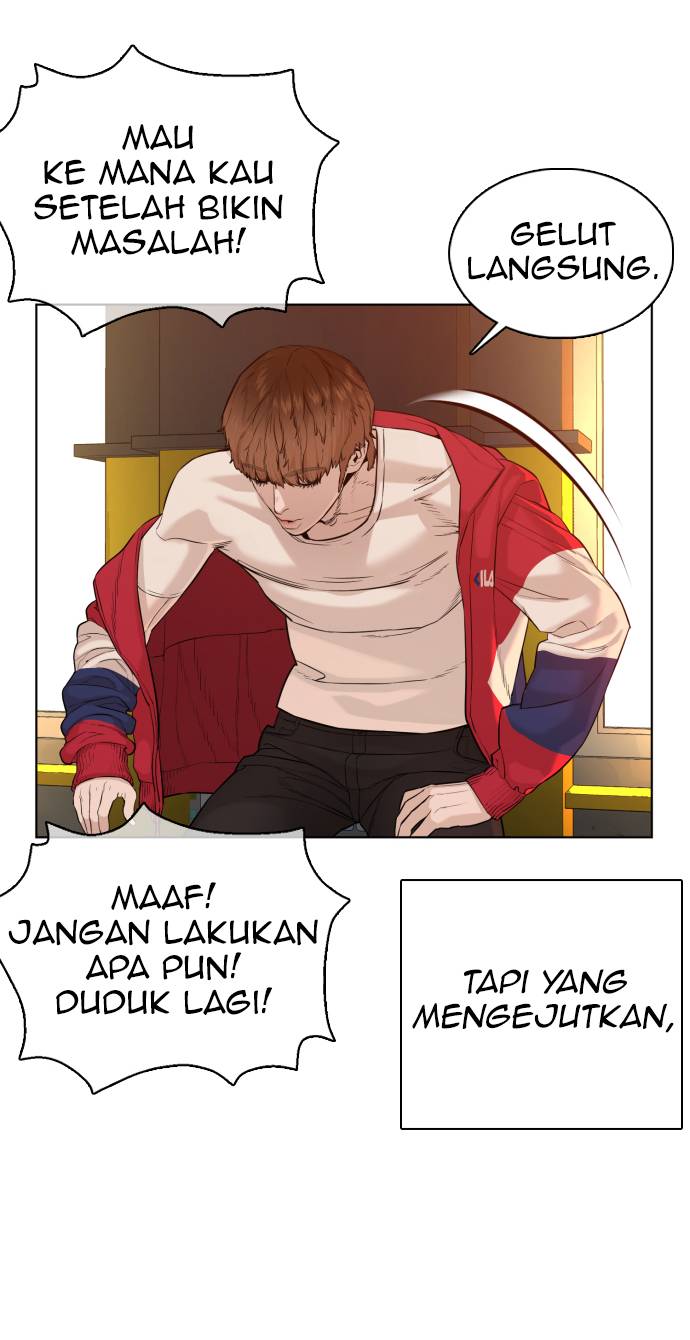 MAU
KE MANA KAU
SETELAH BIKIN
MASALAH!
GELUT
LANGSUNG.
MAAF!
JANGAN LAKUKAN
APA PUN!
DUDUK LAGI!
TAPI YANG
MENGEJUTKAN,